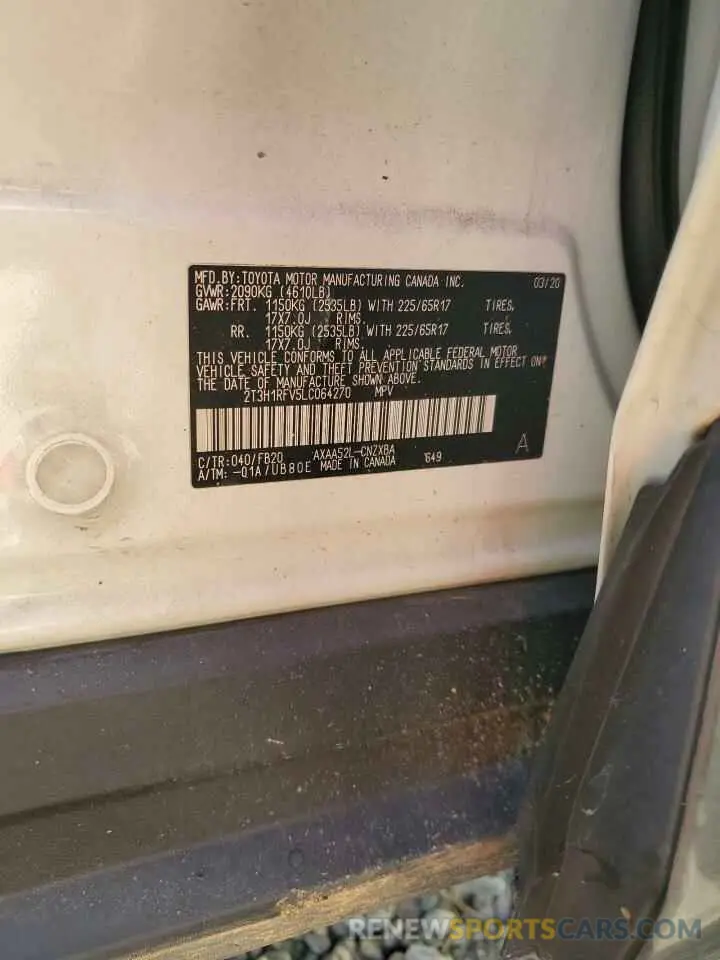 MFD.BY:TOYOTA MOTOR MANUFACTURING CANADA INC. 03/20
GVWR:2090KG (4610LB)
GAWR:FRT. 1150KG (2535LB) WITH 225/65R17 TIRES,
17X7.0J RIMS,
RR. 1150KG (2535LB) WITH 225/65R17 TIRES,
17X7.0J RIMS,
THIS VEHICLE CONFORMS TO ALL APPLICABLE FEDERAL MOTOR
VEHICLE SAFETY AND THEFT PREVENTION STANDARDS IN EFFECT ON
THE DATE OF MANUFACTURE SHOWN ABOVE.
2T3H1RFV5LC064270 MPV
C/TR:040/FB20 AXAA52L-CNZXBA 649 A
A/TM: -Q1A/UB80E MADE IN CANADA
RENEWSPORTSCARS.COM